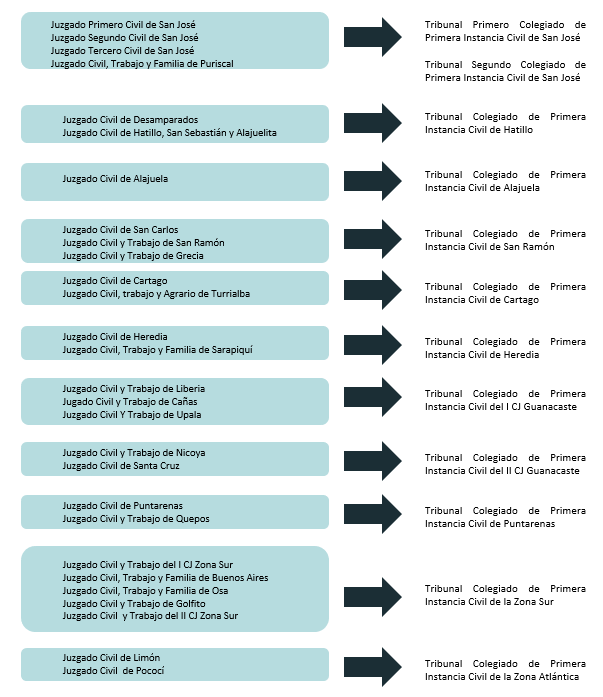 Juzgado Primero Civil de San José
Juzgado Segundo Civil de San José
Juzgado Tercero Civil de San José
Juzgado Civil, Trabajo y Familia de Puriscal
Tribunal Primero Colegiado de
Primera Instancia Civil de San José
Tribunal Segundo Colegiado de
Primera Instancia Civil de San José
Juzgado Civil de Desamparados
Juzgado Civil de Hatillo, San Sebastián y Alajuelita
Tribunal Colegiado de Primera
Instancia Civil de Hatillo
Juzgado Civil de Alajuela
Tribunal Colegiado de Primera
Instancia Civil de Alajuela
Juzgado Civil de San Carlos
Juzgado Civil y Trabajo de San Ramón
Juzgado Civil y Trabajo de Grecia
Tribunal Colegiado de Primera
Instancia Civil de San Ramón
Juzgado Civil de Cartago
Juzgado Civil, trabajo y Agrario de Turrialba
Tribunal Colegiado de Primera
Instancia Civil de Cartago
Juzgado Civil de Heredia
Juzgado Civil, Trabajo y Familia de Sarapiquí
Tribunal Colegiado de Primera
Instancia Civil de Heredia
Juzgado Civil y Trabajo de Liberia
Jugado Civil y Trabajo de Cañas
Juzgado Civil Y Trabajo de Upala
Tribunal Colegiado de Primera
Instancia Civil del I CJ Guanacaste
Juzgado Civil y Trabajo de Nicoya
Juzgado Civil de Santa Cruz
Tribunal Colegiado de Primera
Instancia Civil del II CJ Guanacaste
Juzgado Civil de Puntarenas
Juzgado Civil y Trabajo de Quepos
Tribunal Colegiado de Primera
Instancia Civil de Puntarenas
Juzgado Civil y Trabajo del I CJ Zona Sur
Juzgado Civil, Trabajo y Familia de Buenos Aires
Juzgado Civil, Trabajo y Familia de Osa
Juzgado Civil y Trabajo de Golfito
Juzgado Civil y Trabajo del II CJ Zona Sur
Tribunal Colegiado de Primera
Instancia Civil de la Zona Sur
Juzgado Civil de Limón
Juzgado Civil de Pococí
Tribunal Colegiado de Primera
Instancia Civil de la Zona Atlántica